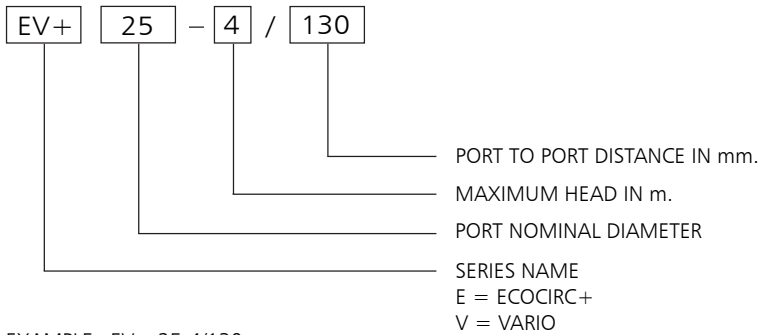 EV+ 25 – 4 / 130
PORT TO PORT DISTANCE IN mm.
MAXIMUM HEAD IN m.
PORT NOMINAL DIAMETER
SERIES NAME
E = ECOCIRC+
V = VARIO